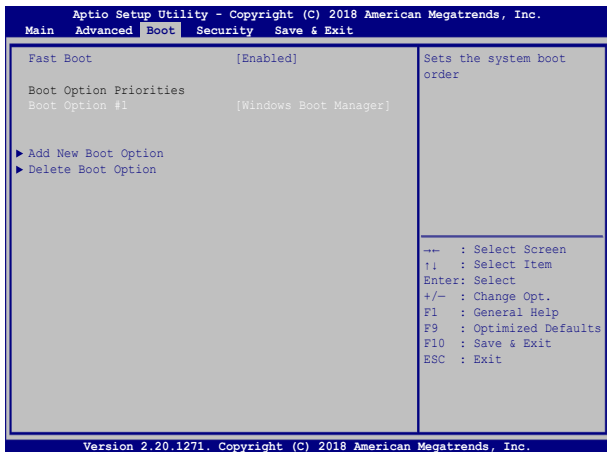 Aptio Setup Utility - Copyright (C) 2018 American Megatrends, Inc.
Main Advanced Boot Security Save & Exit
Fast Boot [Enabled]
Boot Option Priorities
Boot Option #1 [Windows Boot Manager]
▶ Add New Boot Option
▶ Delete Boot Option
Sets the system boot
order
→← : Select Screen
↑↓ : Select Item
Enter: Select
+/— : Change Opt.
F1 : General Help
F9 : Optimized Defaults
F10 : Save & Exit
ESC : Exit
Version 2.20.1271. Copyright (C) 2018 American Megatrends, Inc.